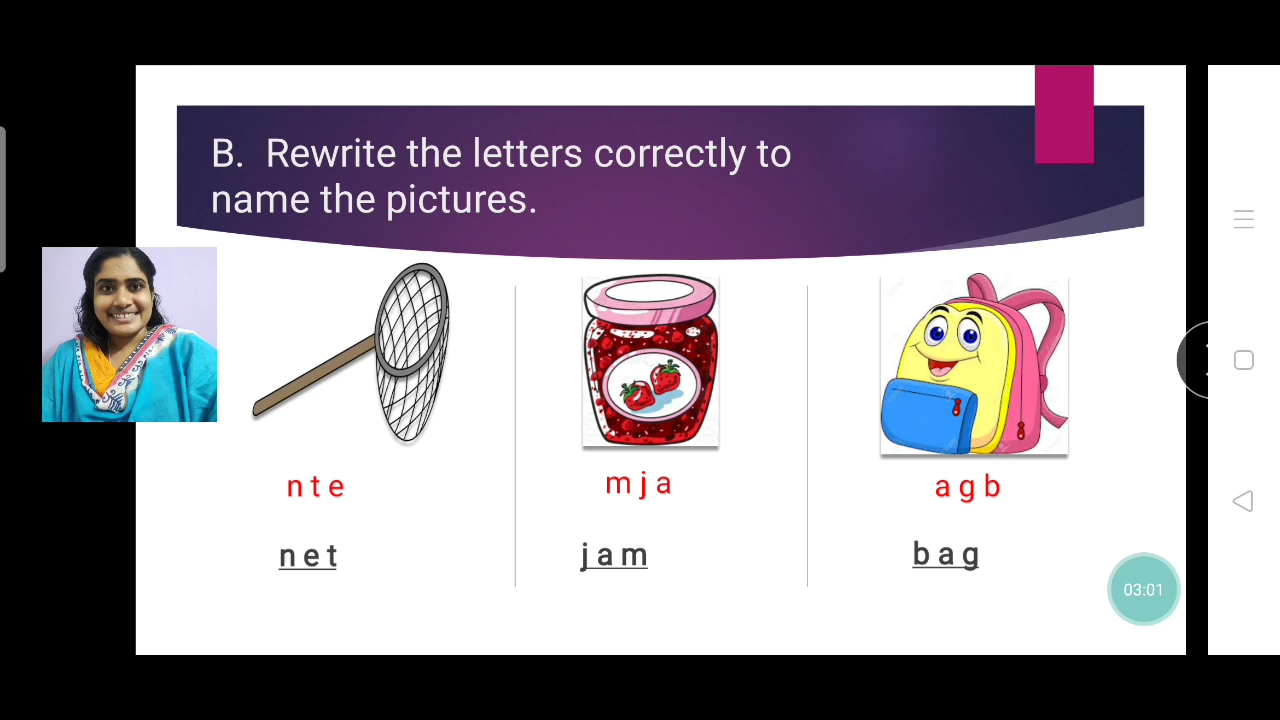 B. Rewrite the letters correctly to
name the pictures.
n t e
m j a
a g b
n e t
j a m
b a g
03:01